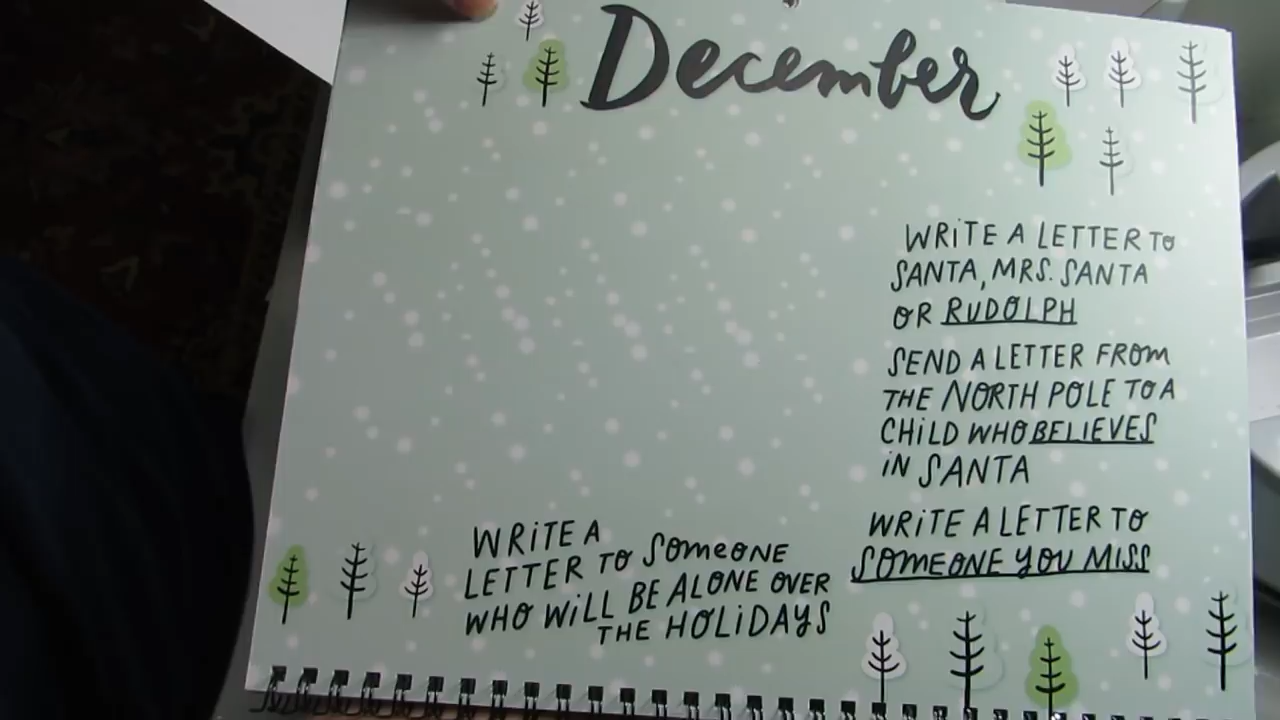 December
WRITE A LETTER TO
SANTA, MRS. SANTA
OR RUDOLPH
SEND A LETTER FROM
THE NORTH POLE TO A
CHILD WHO BELIEVES
IN SANTA
WRITE A LETTER TO
SOMEONE YOU MISS
WRITE A
LETTER TO SOMEONE
WHO WILL BE ALONE OVER
THE HOLIDAYS